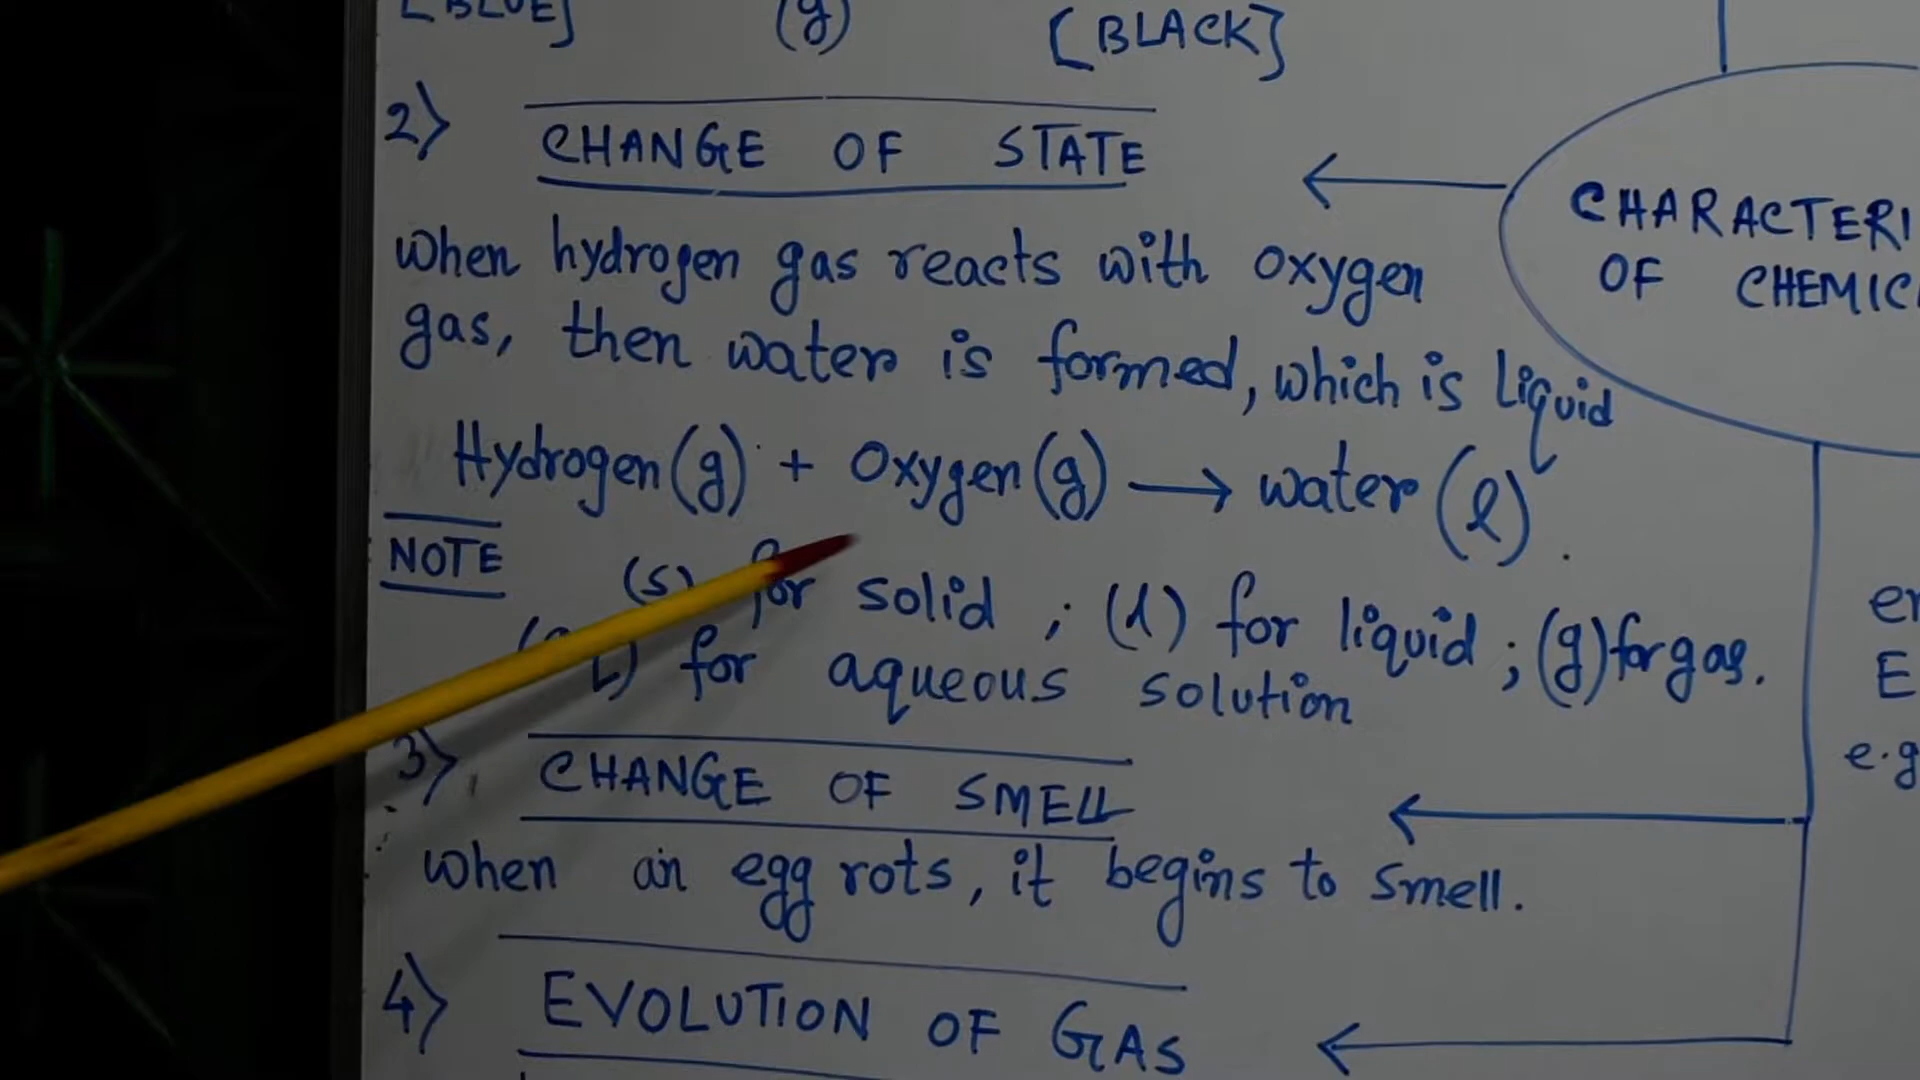 [BLUE] (g) [BLACK]
2) CHANGE OF STATE
When hydrogen gas reacts with oxygen
gas, then water is formed, which is liquid
Hydrogen(g) + Oxygen(g) → water (l).
NOTE
(s) for solid ; (l) for liquid ; (g) for gas.
for aqueous solution
3) CHANGE OF SMELL
When an egg rots, it begins to smell.
4) EVOLUTION OF GAS
CHARACTERI
OF CHEMIC
er
E
e.g